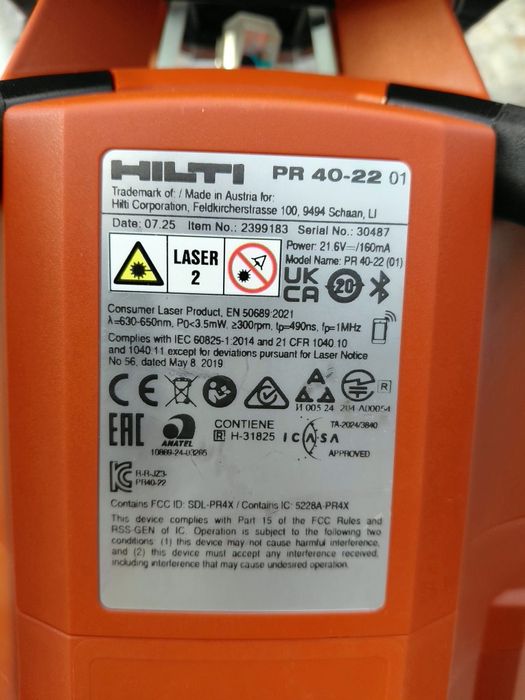 HILTI PR 40-22 01
Trademark of: / Made in Austria for:
Hilti Corporation, Feldkircherstrasse 100, 9494 Schaan, LI
Date: 07.25 Item No.: 2399183 Serial No.: 30487
Power: 21.6V⎓/160mA
Model Name: PR 40-22 (01)
LASER
2
UK
CA
20
Consumer Laser Product, EN 50689:2021
λ=630-650nm, P0<3.5mW, ≥300rpm, tp=490ns, fp=1MHz
Complies with IEC 60825-1:2014 and 21 CFR 1040.10
and 1040.11 except for deviations pursuant for Laser Notice
No 56, dated May 8, 2019
CE
R
И 005 24
204-A00054
EAC
ANATEL
CONTIENE
R H-31825
ICASA
TA-2024/3840
APPROVED
R-R-JZ3-
PR40-22
Contains FCC ID: SDL-PR4X / Contains IC: 5228A-PR4X
This device complies with Part 15 of the FCC Rules and
RSS-GEN of IC. Operation is subject to the following two
conditions: (1) this device may not cause harmful interference,
and (2) this device must accept any interference received,
including interference that may cause undesired operation.